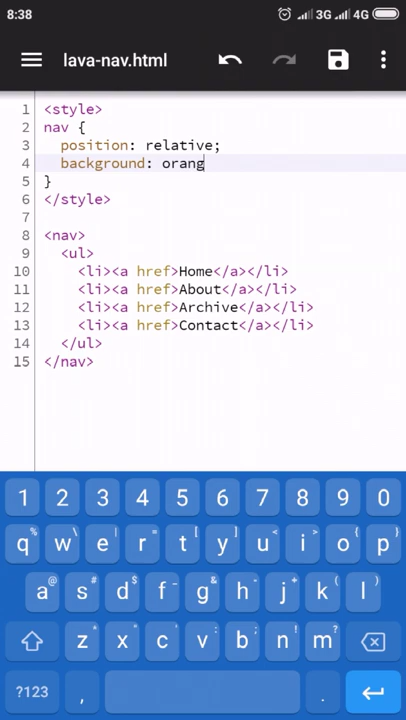 8:38 3G 4G
lava-nav.html
1 <style>
2 nav {
3 position: relative;
4 background: orang
5 }
6 </style>
7
8 <nav>
9 <ul>
10 <li><a href>Home</a></li>
11 <li><a href>About</a></li>
12 <li><a href>Archive</a></li>
13 <li><a href>Contact</a></li>
14 </ul>
15 </nav>
1 2 3 4 5 6 7 8 9 0
q% w^ e| r= t[ y] u< i> o{ p}
a@ s# d$ f_ g& h- j+ k( l)
z* x" c' v: b; n! m?
?123 , .